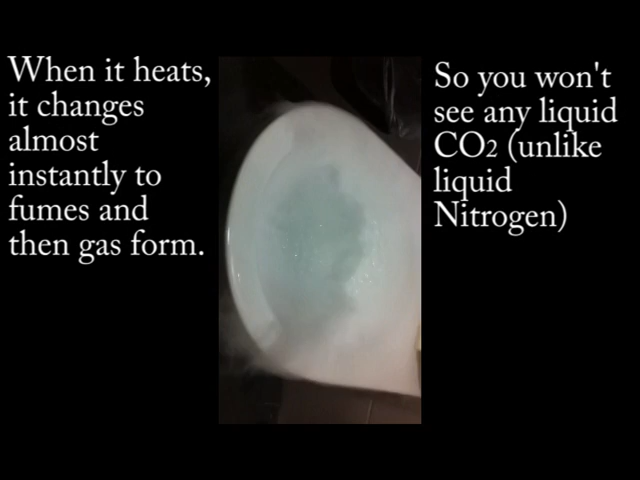 When it heats,
it changes
almost
instantly to
fumes and
then gas form.
So you won't
see any liquid
CO2 (unlike
liquid
Nitrogen)